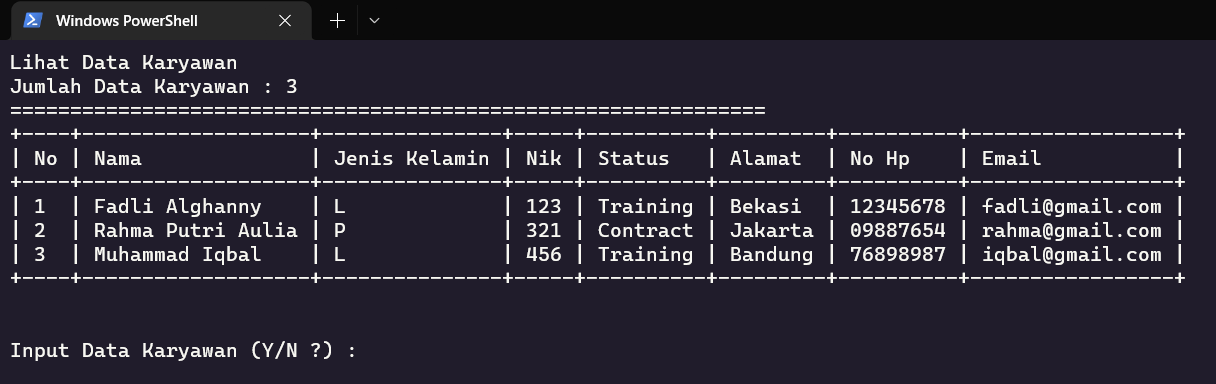 Windows PowerShell
Lihat Data Karyawan
Jumlah Data Karyawan : 3
===============================================================
+----+-------------------+---------------+-----+----------+---------+----------+-----------------+
| No | Nama              | Jenis Kelamin | Nik | Status   | Alamat  | No Hp    | Email           |
+----+-------------------+---------------+-----+----------+---------+----------+-----------------+
| 1  | Fadli Alghanny    | L             | 123 | Training | Bekasi  | 12345678 | fadli@gmail.com |
| 2  | Rahma Putri Aulia | P             | 321 | Contract | Jakarta | 09887654 | rahma@gmail.com |
| 3  | Muhammad Iqbal    | L             | 456 | Training | Bandung | 76898987 | iqbal@gmail.com |
+----+-------------------+---------------+-----+----------+---------+----------+-----------------+
Input Data Karyawan (Y/N ?) :